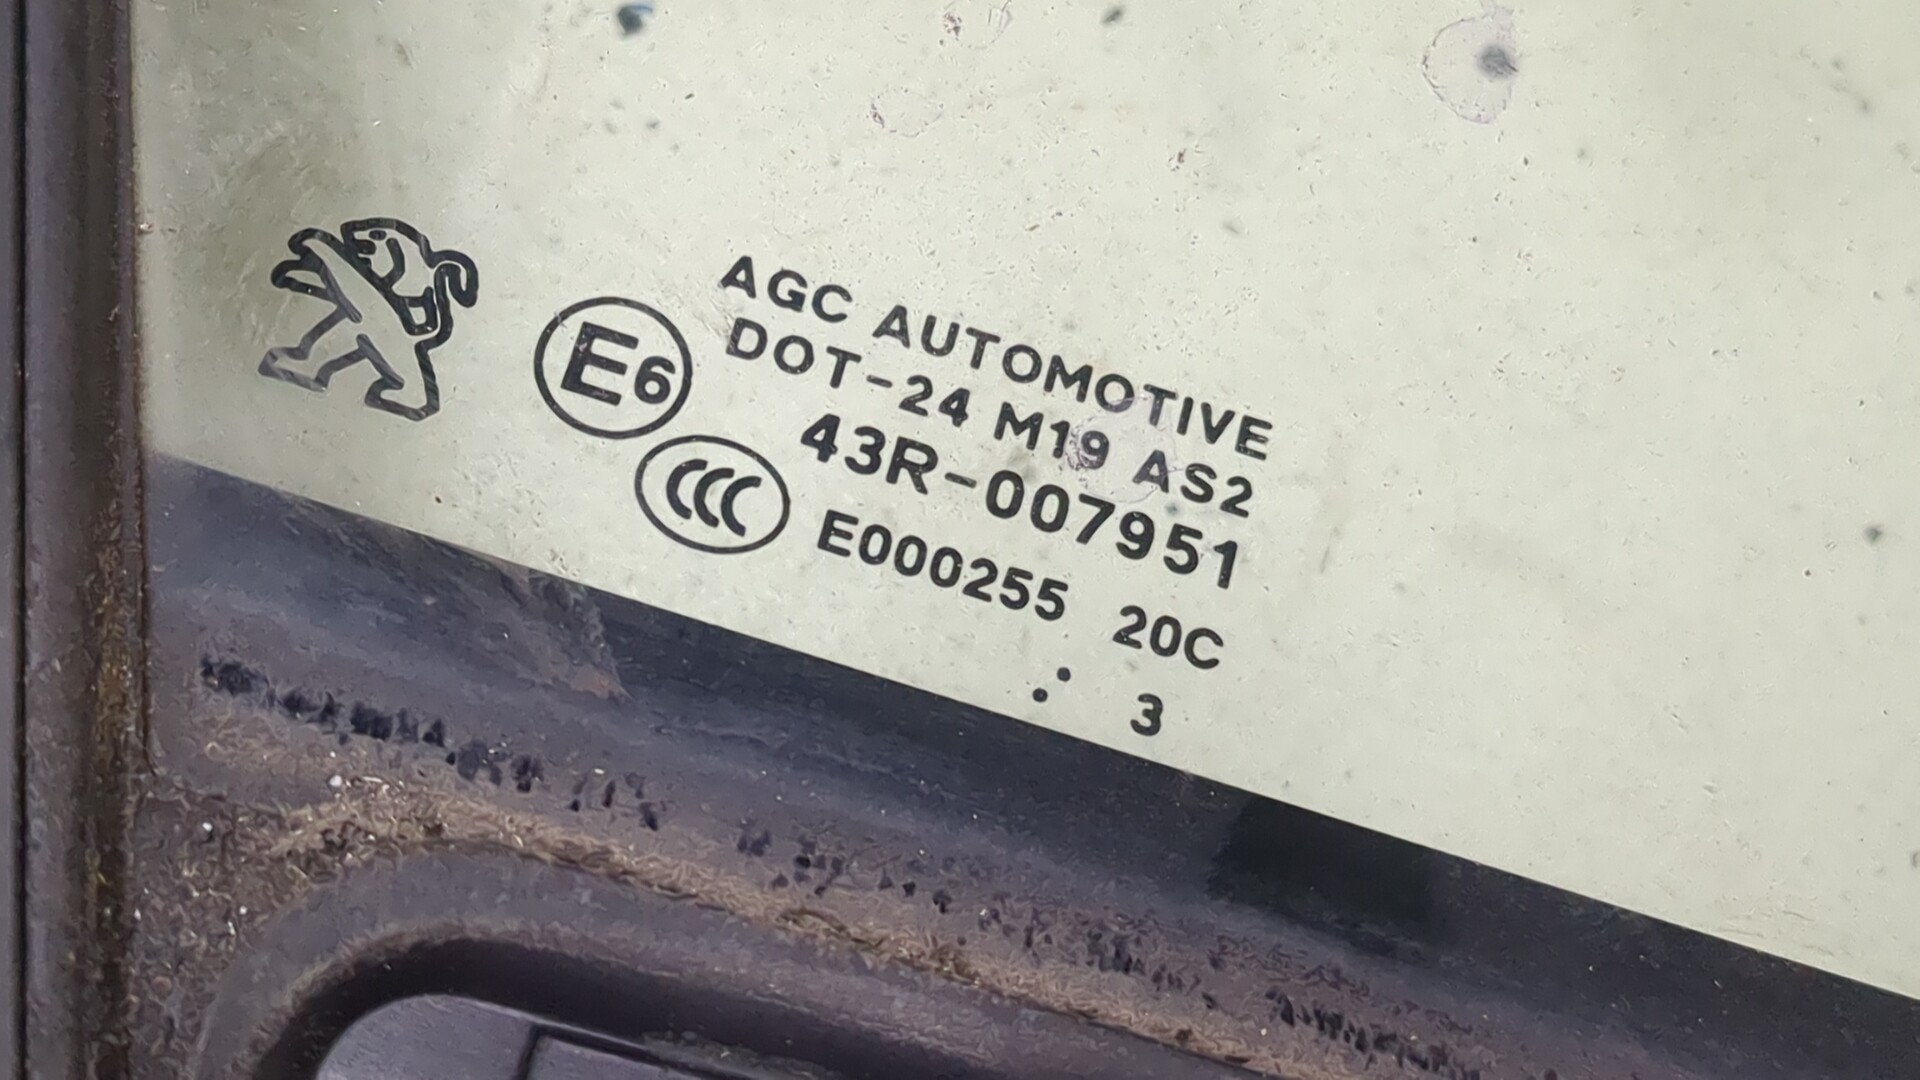 AGC AUTOMOTIVE
DOT-24 M19 AS2
E6
43R-007951
CCC
E000255 20C
3